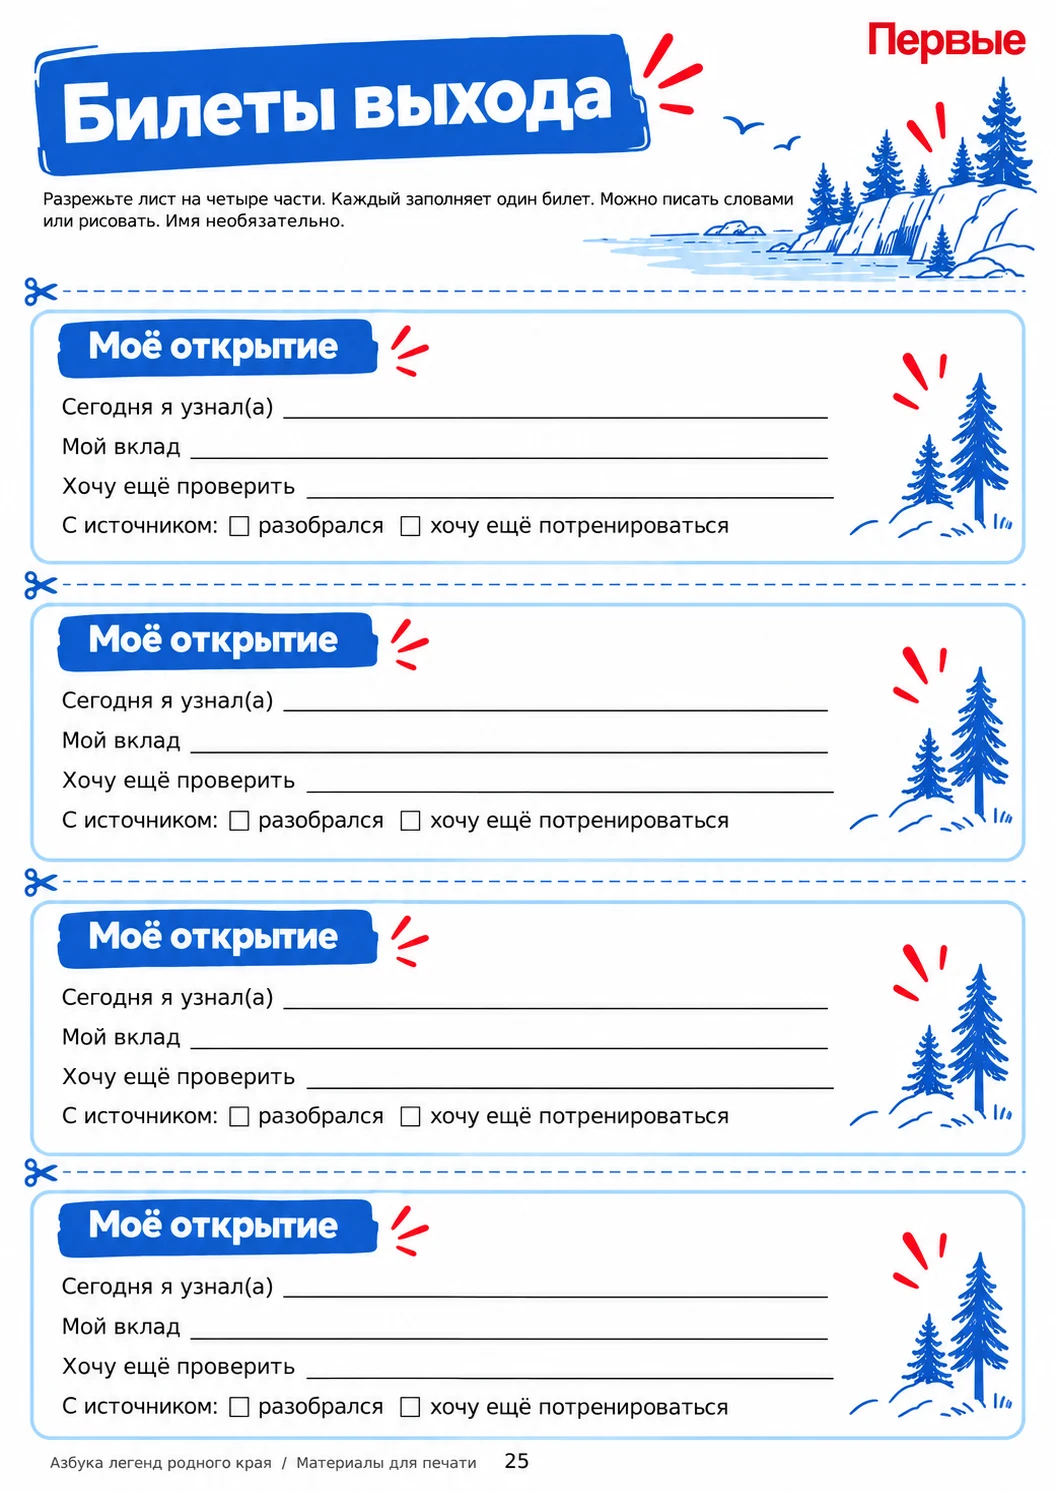 Первые
Билеты выхода
Разрежьте лист на четыре части. Каждый заполняет один билет. Можно писать словами
или рисовать. Имя необязательно.
Моё открытие
Сегодня я узнал(а)
Мой вклад
Хочу ещё проверить
С источником: ☐ разобрался ☐ хочу ещё потренироваться
Моё открытие
Сегодня я узнал(а)
Мой вклад
Хочу ещё проверить
С источником: ☐ разобрался ☐ хочу ещё потренироваться
Моё открытие
Сегодня я узнал(а)
Мой вклад
Хочу ещё проверить
С источником: ☐ разобрался ☐ хочу ещё потренироваться
Моё открытие
Сегодня я узнал(а)
Мой вклад
Хочу ещё проверить
С источником: ☐ разобрался ☐ хочу ещё потренироваться
Азбука легенд родного края / Материалы для печати 25